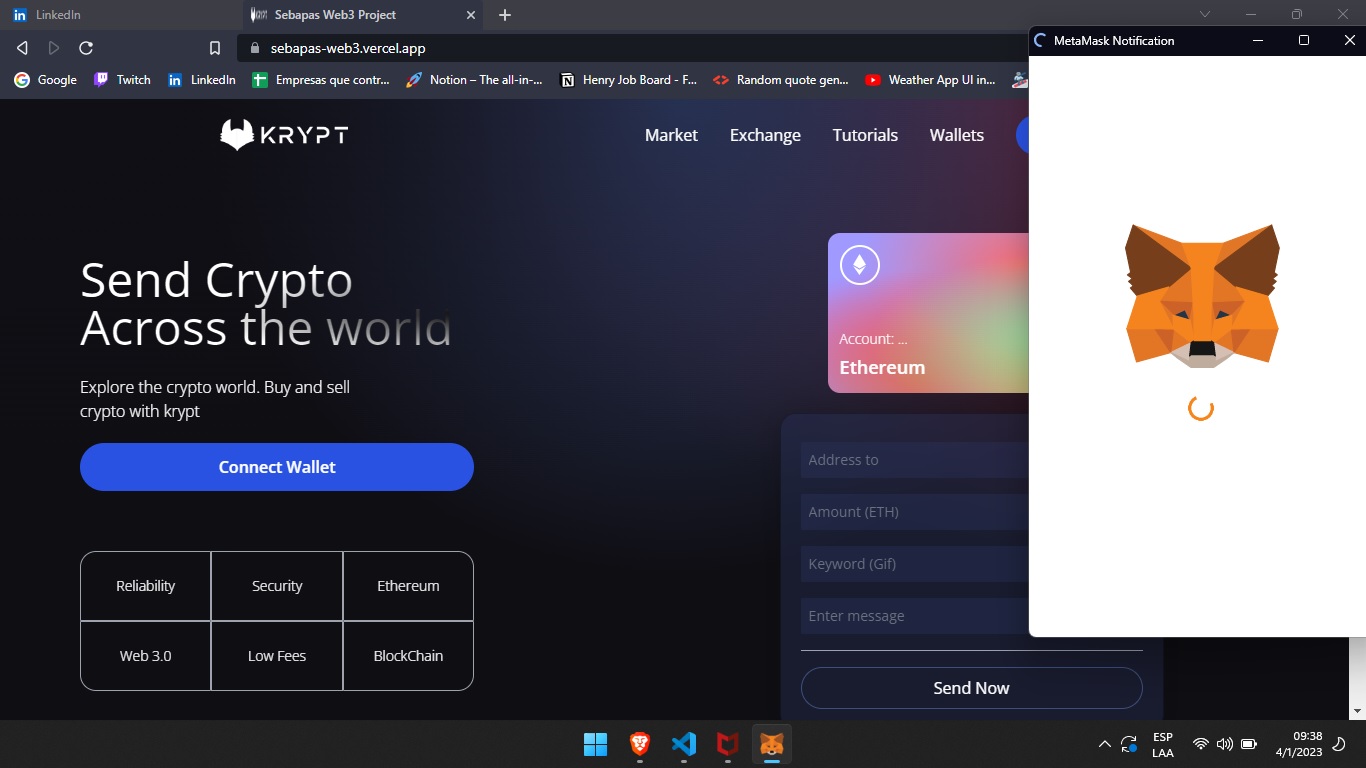 LinkedIn
Sebapas Web3 Project
sebapas-web3.vercel.app
MetaMask Notification
Google
Twitch
LinkedIn
Empresas que contr...
Notion – The all-in-...
Henry Job Board - F...
Random quote gen...
Weather App UI in...
KRYPT
Market
Exchange
Tutorials
Wallets
Send Crypto
Across the world
Explore the crypto world. Buy and sell
crypto with krypt
Connect Wallet
Account: ...
Ethereum
Address to
Amount (ETH)
Keyword (Gif)
Enter message
Send Now
Reliability
Security
Ethereum
Web 3.0
Low Fees
BlockChain
ESP
LAA
09:38
4/1/2023